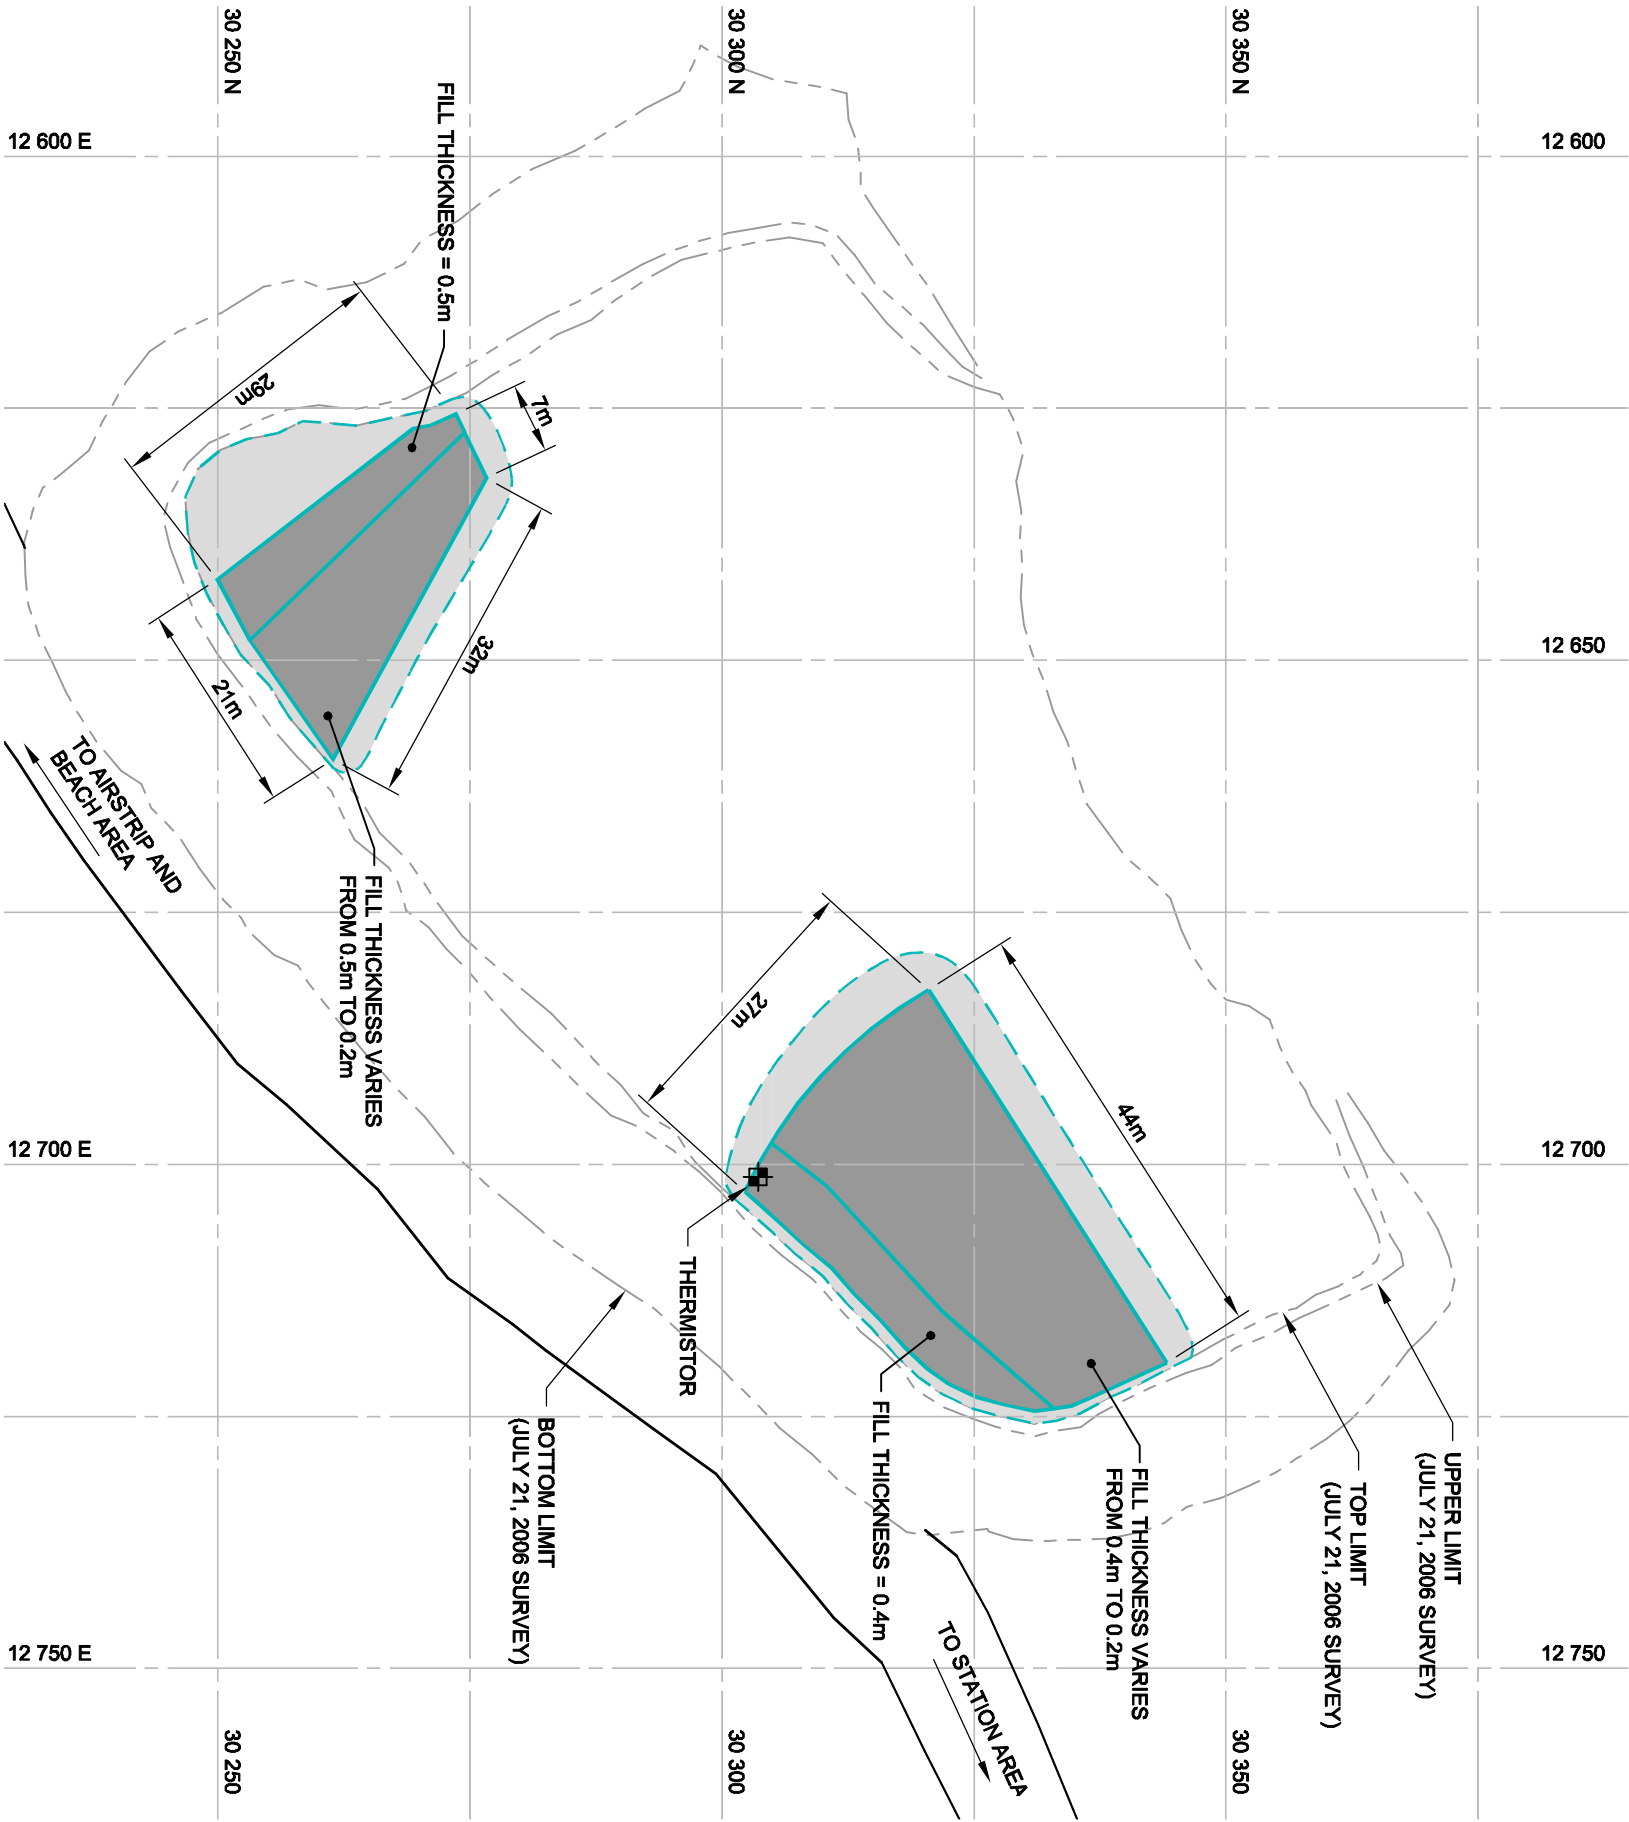 30 250 N
30 300 N
30 350 N
12 600 E
12 600
FILL THICKNESS = 0.5m
29m
7m
32m
21m
12 650
TO AIRSTRIP AND
BEACH AREA
FILL THICKNESS VARIES
FROM 0.5m TO 0.2m
27m
44m
12 700 E
12 700
THERMISTOR
BOTTOM LIMIT
(JULY 21, 2006 SURVEY)
FILL THICKNESS = 0.4m
FILL THICKNESS VARIES
FROM 0.4m TO 0.2m
TOP LIMIT
(JULY 21, 2006 SURVEY)
UPPER LIMIT
(JULY 21, 2006 SURVEY)
TO STATION AREA
12 750 E
12 750
30 250
30 300
30 350